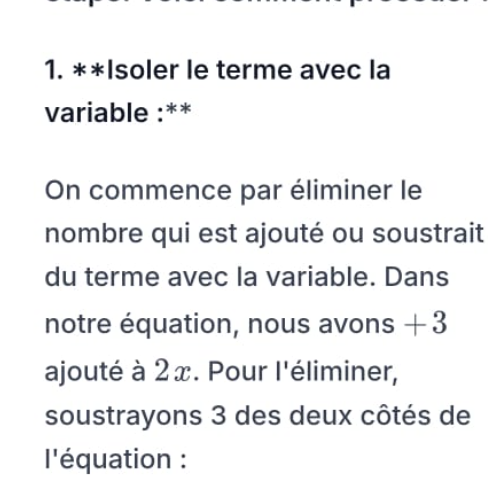 1. **Isoler le terme avec la
variable :**
On commence par éliminer le
nombre qui est ajouté ou soustrait
du terme avec la variable. Dans
notre équation, nous avons +3
ajouté à 2x. Pour l'éliminer,
soustrayons 3 des deux côtés de
l'équation :